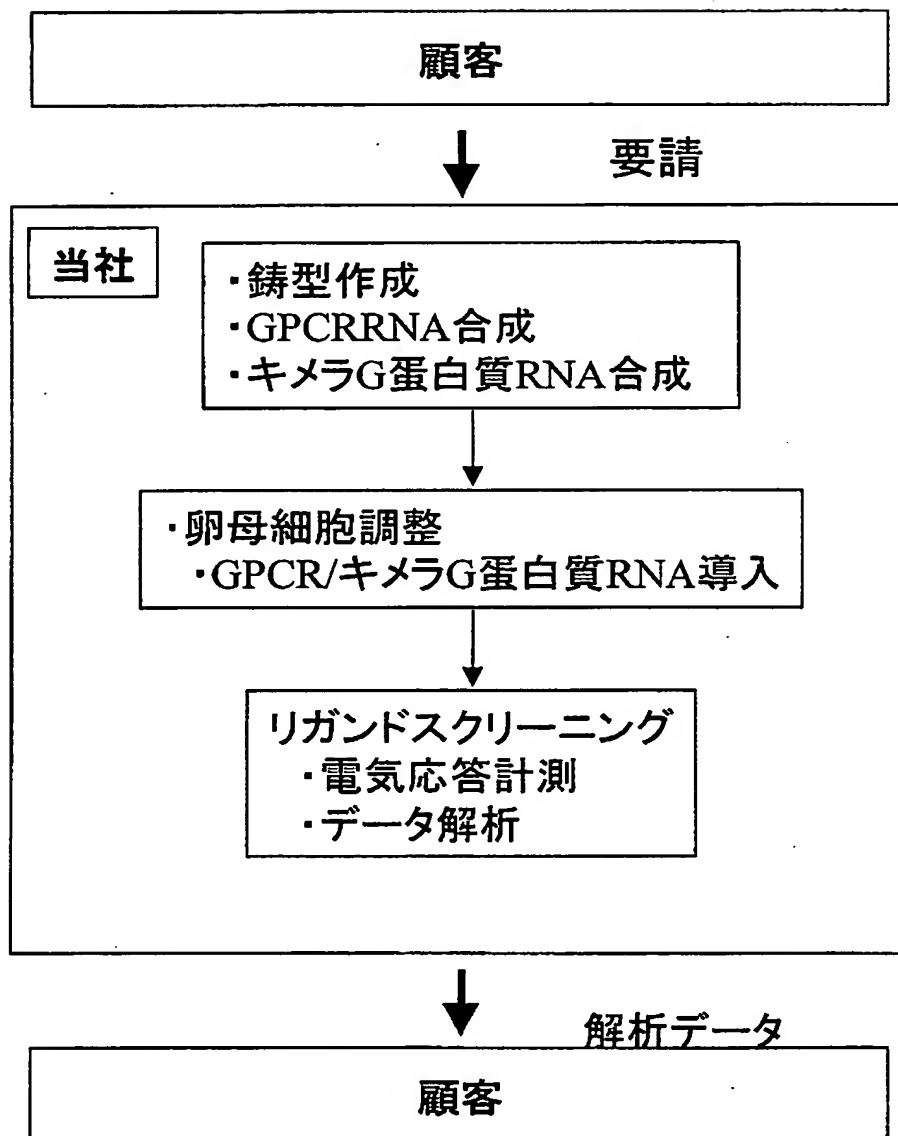 顧客
要請
当社
・鋳型作成
・GPCRRNA合成
・キメラG蛋白質RNA合成
・卵母細胞調整
・GPCR/キメラG蛋白質RNA導入
リガンドスクリーニング
・電気応答計測
・データ解析
解析データ
顧客